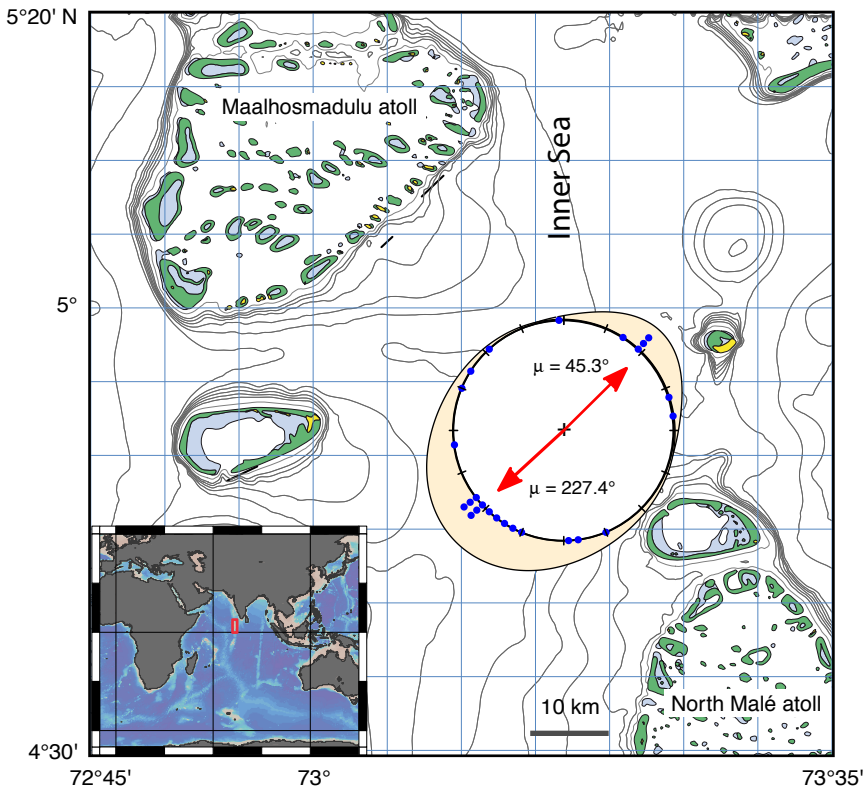 5°20' N
Maalhosmadulu atoll
Inner Sea
5°
μ = 45.3°
μ = 227.4°
10 km
North Malé atoll
4°30'
72°45'
73°
73°35'